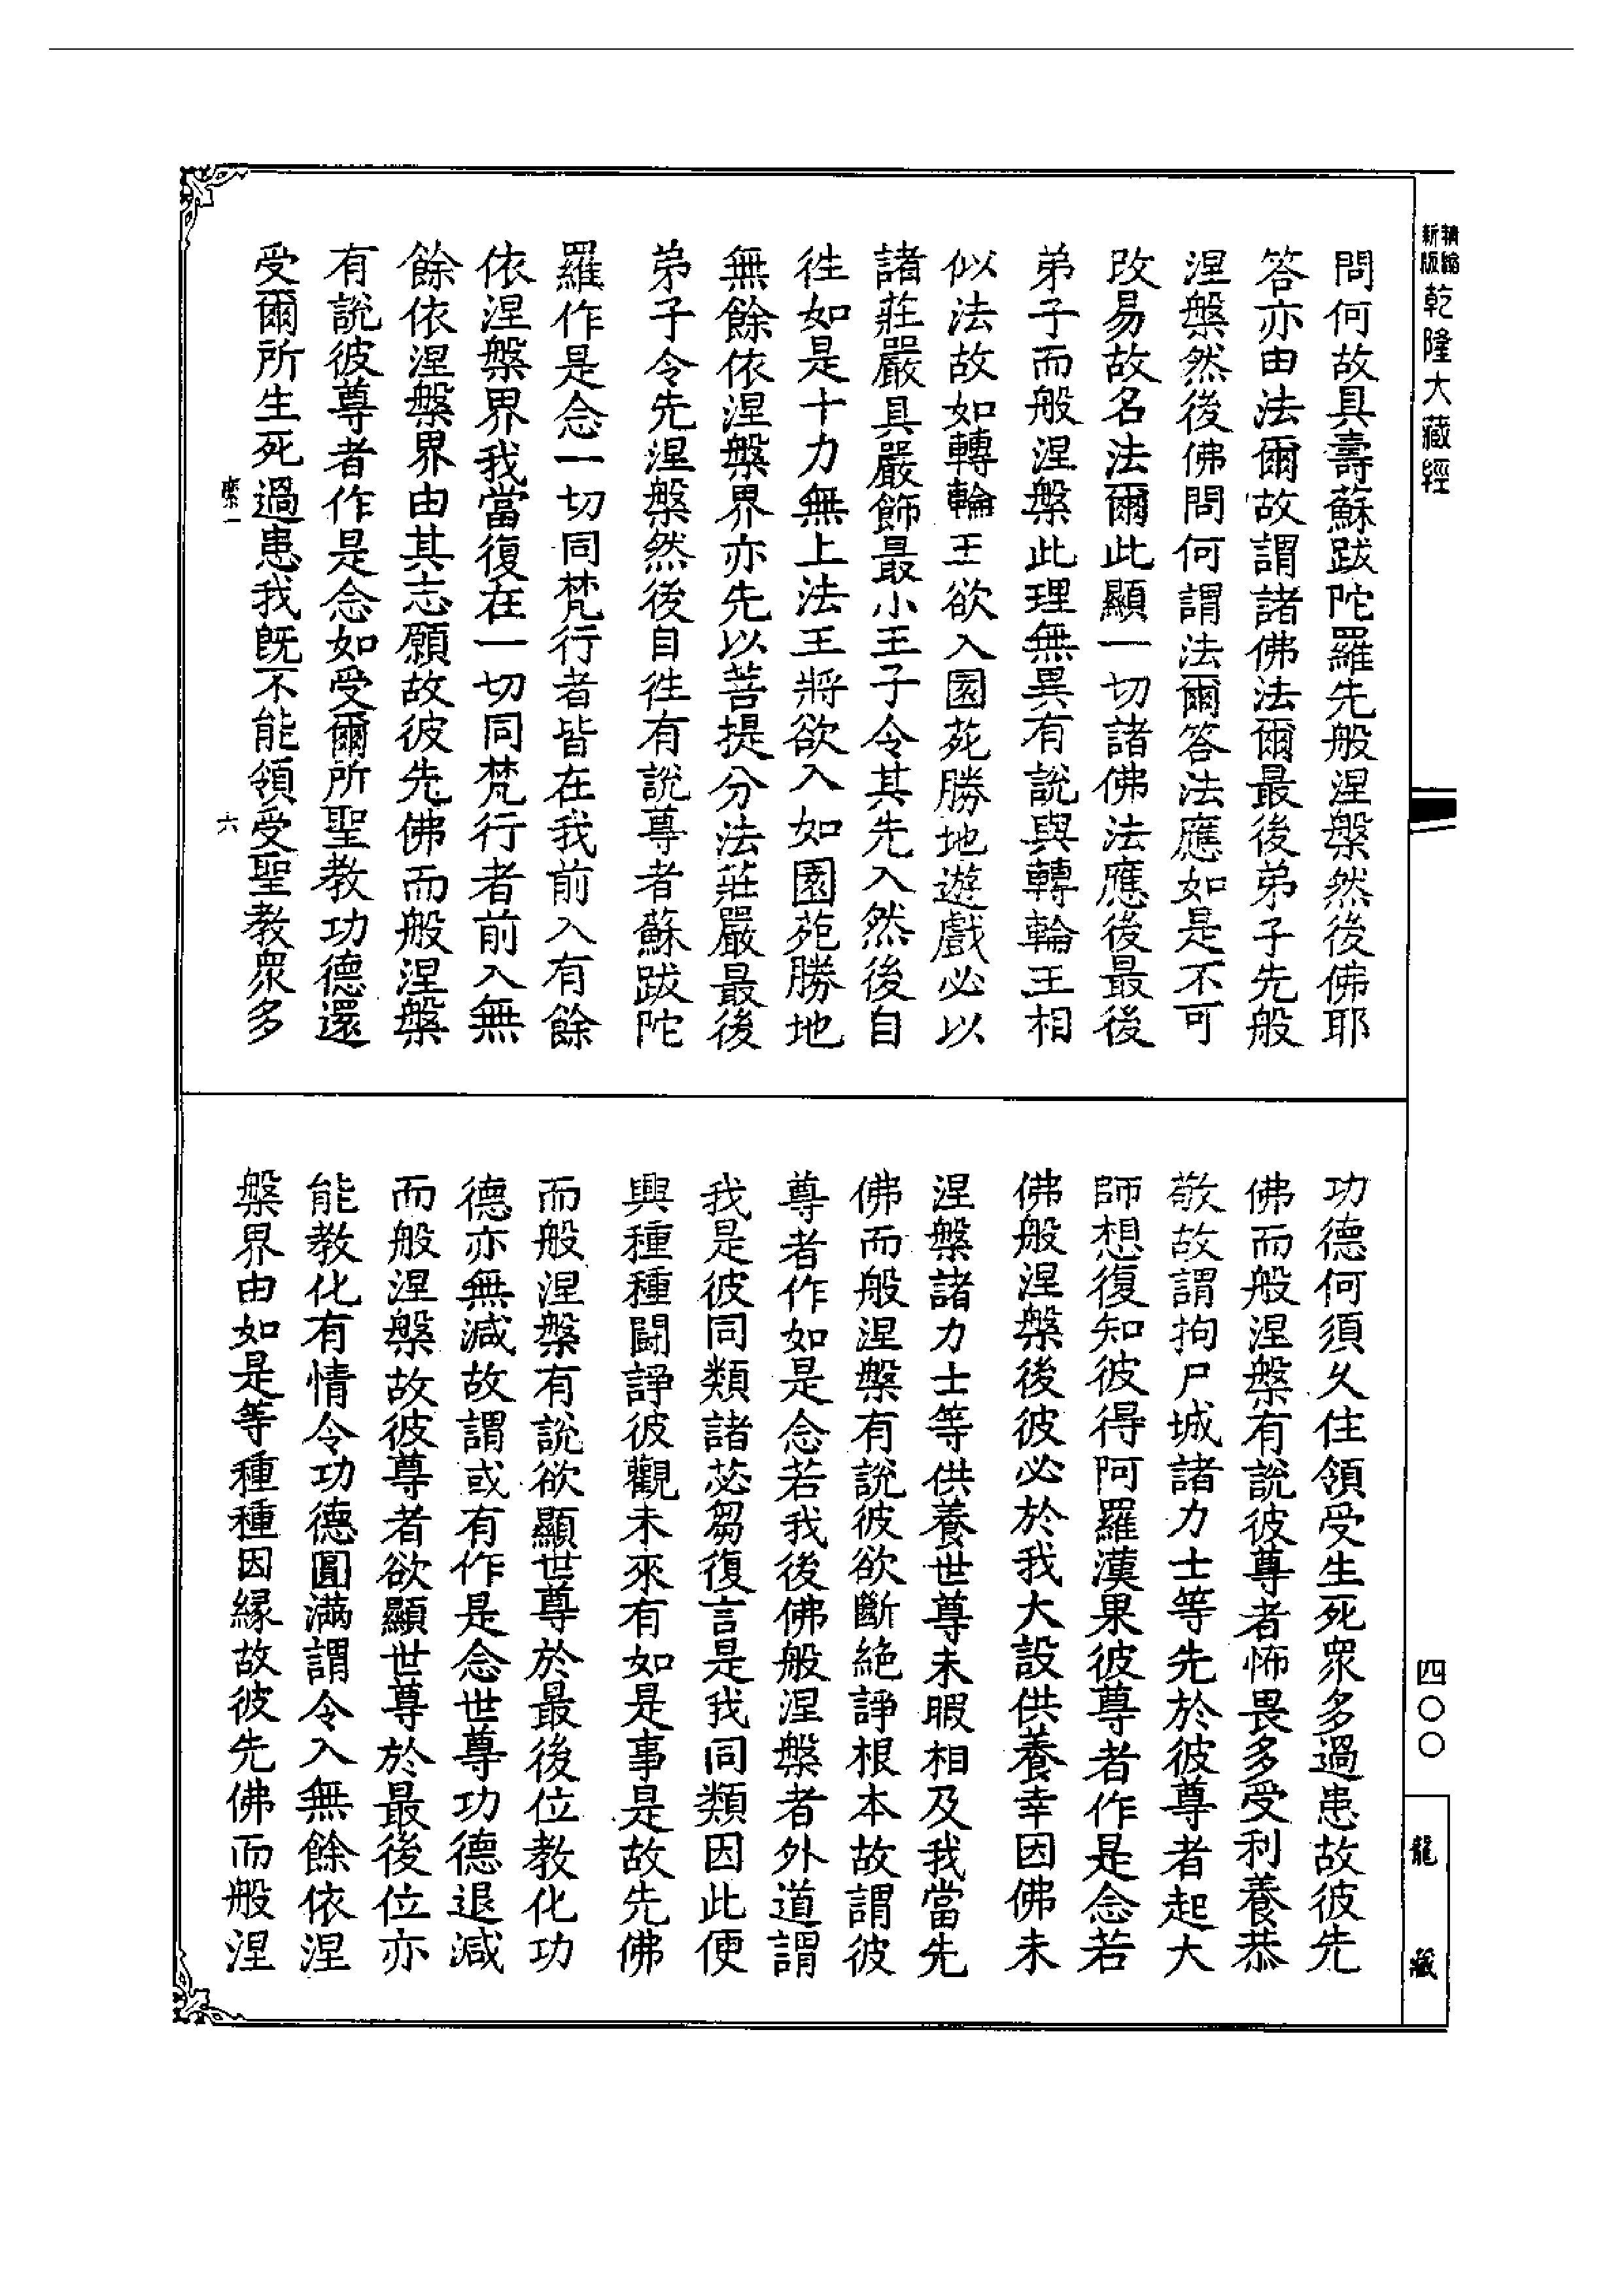 精縮新版乾隆大藏經
問何故具壽蘇跋陀羅先般涅槃然後佛耶
答亦由法爾故謂諸佛法爾最後弟子先般
涅槃然後佛問何謂法爾答法應如是不可
改易故名法爾此顯一切諸佛法應後最後
弟子而般涅槃此理無異有說與轉輪王相
似法故如轉輪王欲入園苑勝地遊戲必以
諸莊嚴具嚴飾最小王子令其先入然後自
徃如是十力無上法王將欲入如園苑勝地
無餘依涅槃界亦先以菩提分法莊嚴最後
弟子令先涅槃然後自徃有說尊者蘇跋陀
羅作是念一切同梵行者皆在我前入有餘
依涅槃界我當復在一切同梵行者前入無
餘依涅槃界由其志願故彼先佛而般涅槃
有說彼尊者作是念如受爾所聖教功德還
受爾所生死過患我旣不能領受聖教衆多
六
功德何須久住領受生死衆多過患故彼先
佛而般涅槃有說彼尊者怖畏多受利養恭
敬故謂拘尸城諸力士等先於彼尊者起大
師想復知彼得阿羅漢果彼尊者作是念若
佛般涅槃後彼必於我大設供養幸因佛未
涅槃諸力士等供養世尊未暇相及我當先
佛而般涅槃有說彼欲斷絶諍根本故謂彼
尊者作如是念若我後佛般涅槃者外道謂
我是彼同類諸苾芻復言是我同類因此便
興種種鬪諍彼觀未來有如是事是故先佛
而般涅槃有說欲顯世尊於最後位教化功
德亦無減故謂或有作是念世尊功德退減
而般涅槃故彼尊者欲顯世尊於最後位亦
能教化有情令功德圓滿謂令入無餘依涅
槃界由如是等種種因緣故彼先佛而般涅
四〇〇
龍藏